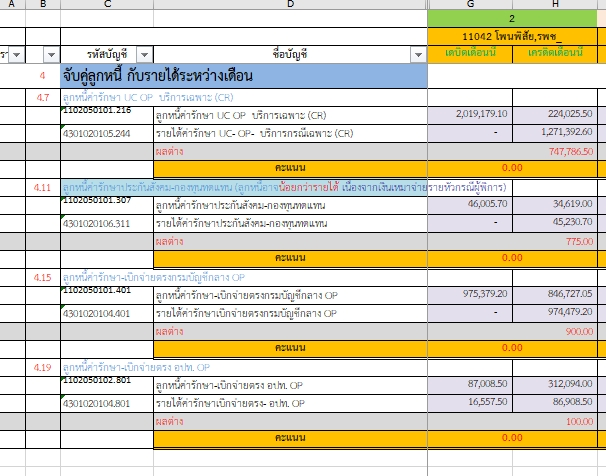 A B C D G H
2
11042 โพนพิสัย,รพช_
รหัสบัญชี ชื่อบัญชี เดบิตเดือนนี้ เครดิตเดือนนี้
4 จับคู่ลูกหนี้ กับรายได้ระหว่างเดือน
4.7 ลูกหนี้ค่ารักษา UC OP บริการเฉพาะ (CR)
1102050101.216 ลูกหนี้ค่ารักษา UC OP บริการเฉพาะ (CR) 2,019,179.10 224,025.50
4301020105.244 รายได้ค่ารักษา UC- OP- บริการกรณีเฉพาะ (CR) - 1,271,392.60
ผลต่าง 747,786.50
คะแนน 0.00
4.11 ลูกหนี้ค่ารักษาประกันสังคม-กองทุนทดแทน (ลูกหนี้อาจน้อยกว่ารายได้ เนื่องจากเงินเหมาจ่ายรายหัวกรณีผู้พิการ)
1102050101.307 ลูกหนี้ค่ารักษาประกันสังคม-กองทุนทดแทน 46,005.70 34,619.00
4301020106.311 รายได้ค่ารักษาประกันสังคม-กองทุนทดแทน - 45,230.70
ผลต่าง 775.00
คะแนน 0.00
4.15 ลูกหนี้ค่ารักษา-เบิกจ่ายตรงกรมบัญชีกลาง OP
1102050101.401 ลูกหนี้ค่ารักษา-เบิกจ่ายตรงกรมบัญชีกลาง OP 975,379.20 846,727.05
4301020104.401 รายได้ค่ารักษา-เบิกจ่ายตรงกรมบัญชีกลาง OP - 974,479.20
ผลต่าง 900.00
คะแนน 0.00
4.19 ลูกหนี้ค่ารักษา-เบิกจ่ายตรง อปท. OP
1102050102.801 ลูกหนี้ค่ารักษา-เบิกจ่ายตรง อปท. OP 87,008.50 312,094.00
4301020104.801 รายได้ค่ารักษาเบิกจ่ายตรง- อปท. OP 16,557.50 86,908.50
ผลต่าง 100.00
คะแนน 0.00